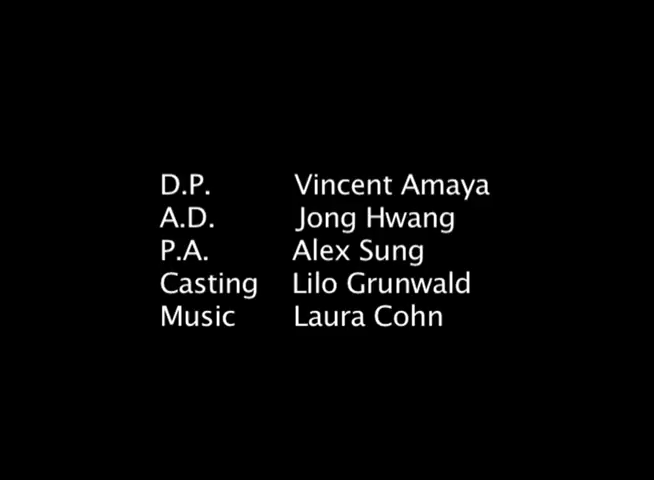 D.P. Vincent Amaya
A.D. Jong Hwang
P.A. Alex Sung
Casting Lilo Grunwald
Music Laura Cohn